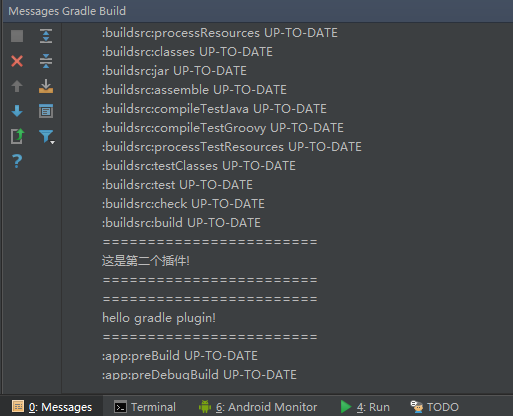 Messages Gradle Build
:buildsrc:processResources UP-TO-DATE
:buildsrc:classes UP-TO-DATE
:buildsrc:jar UP-TO-DATE
:buildsrc:assemble UP-TO-DATE
:buildsrc:compileTestJava UP-TO-DATE
:buildsrc:compileTestGroovy UP-TO-DATE
:buildsrc:processTestResources UP-TO-DATE
:buildsrc:testClasses UP-TO-DATE
:buildsrc:test UP-TO-DATE
:buildsrc:check UP-TO-DATE
:buildsrc:build UP-TO-DATE
========================
这是第二个插件!
========================
========================
hello gradle plugin!
========================
:app:preBuild UP-TO-DATE
:app:preDebugBuild UP-TO-DATE
0: Messages Terminal 6: Android Monitor 4: Run TODO